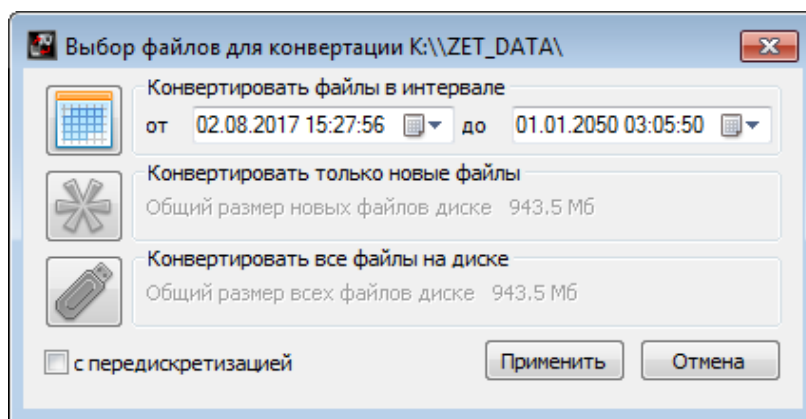 Выбор файлов для конвертации K:\\ZET_DATA\
Конвертировать файлы в интервале
от 02.08.2017 15:27:56 до 01.01.2050 03:05:50
Конвертировать только новые файлы
Общий размер новых файлов диске 943.5 Мб
Конвертировать все файлы на диске
Общий размер всех файлов диске 943.5 Мб
с передискретизацией Применить Отмена